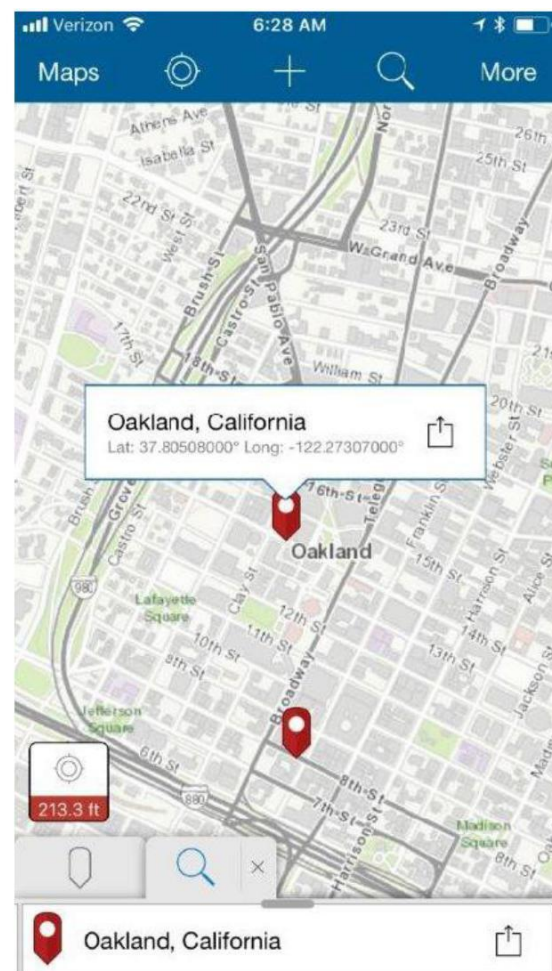 Verizon 6:28 AM
Maps More
Athens Ave
Isabella St
26th
25th St
22nd St
West St
23rd St
W Grand Ave
Broadway
Brush St
Castro St
San Pablo Ave
17th St
18th St
William St
20th St
Webster St
Oakland, California
Lat: 37.80508000° Long: -122.27307000°
16th St
Teleg
Brush
Grove
Castro St
Franklin St
Oakland
15th St
Harrison St
Alice St
980
Lafayette
Square
Clay St
12th St
11th St
10th St
14th St
13th St
Jackson
Broadway
Jefferson
Square
6th St
213.3 ft
880
8th St
7th St
Harrison St
Madison
Square
8th St
Oakland, California